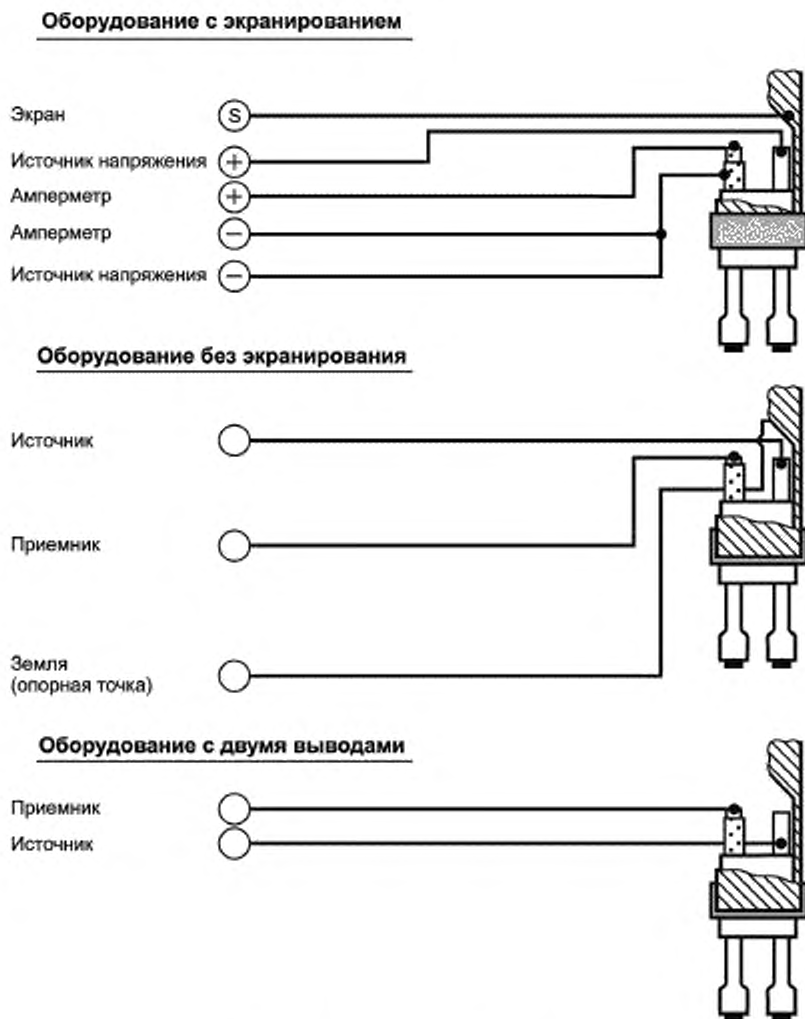 Оборудование с экранированием
Экран
S
Источник напряжения
+
Амперметр
+
Амперметр
−
Источник напряжения
−
Оборудование без экранирования
Источник
Приемник
Земля
(опорная точка)
Оборудование с двумя выводами
Приемник
Источник